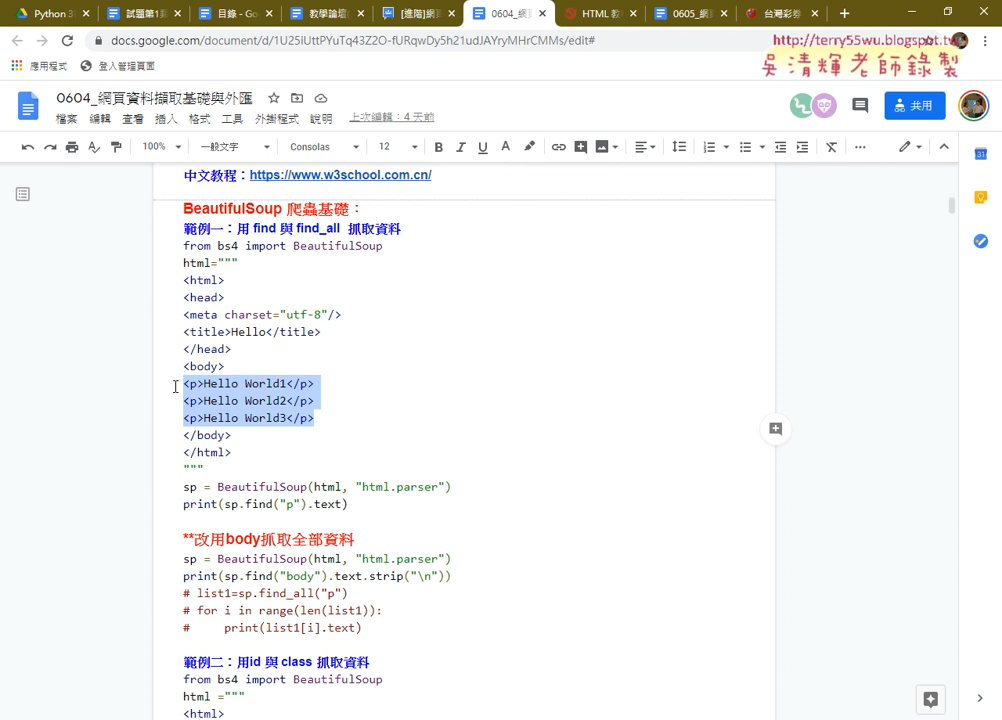 Python 3
試題第1
目錄 - Go
教學論壇
[進階]網
0604_網
HTML 教
0605_網
台灣彩券
docs.google.com/document/d/1U25iUttPYuTq43Z2O-fURqwDy5h21udJAYryMHrCMMs/edit#
http://terry55wu.blogspot.tw
吳清輝老師錄製
應用程式
登入管理頁面
0604_網頁資料擷取基礎與外匯
檔案 編輯 查看 插入 格式 工具 外掛程式 說明 上次編輯：4 天前
共用
100% 一般文字 Consolas 12 B I U A
中文教程：https://www.w3school.com.cn/
BeautifulSoup 爬蟲基礎：
範例一：用 find 與 find_all 抓取資料
from bs4 import BeautifulSoup
html="""
<html>
<head>
<meta charset="utf-8"/>
<title>Hello</title>
</head>
<body>
<p>Hello World1</p>
<p>Hello World2</p>
<p>Hello World3</p>
</body>
</html>
"""
sp = BeautifulSoup(html, "html.parser")
print(sp.find("p").text)
**改用body抓取全部資料
sp = BeautifulSoup(html, "html.parser")
print(sp.find("body").text.strip("\n"))
# list1=sp.find_all("p")
# for i in range(len(list1)):
#     print(list1[i].text)
範例二：用id 與 class 抓取資料
from bs4 import BeautifulSoup
html ="""
<html>